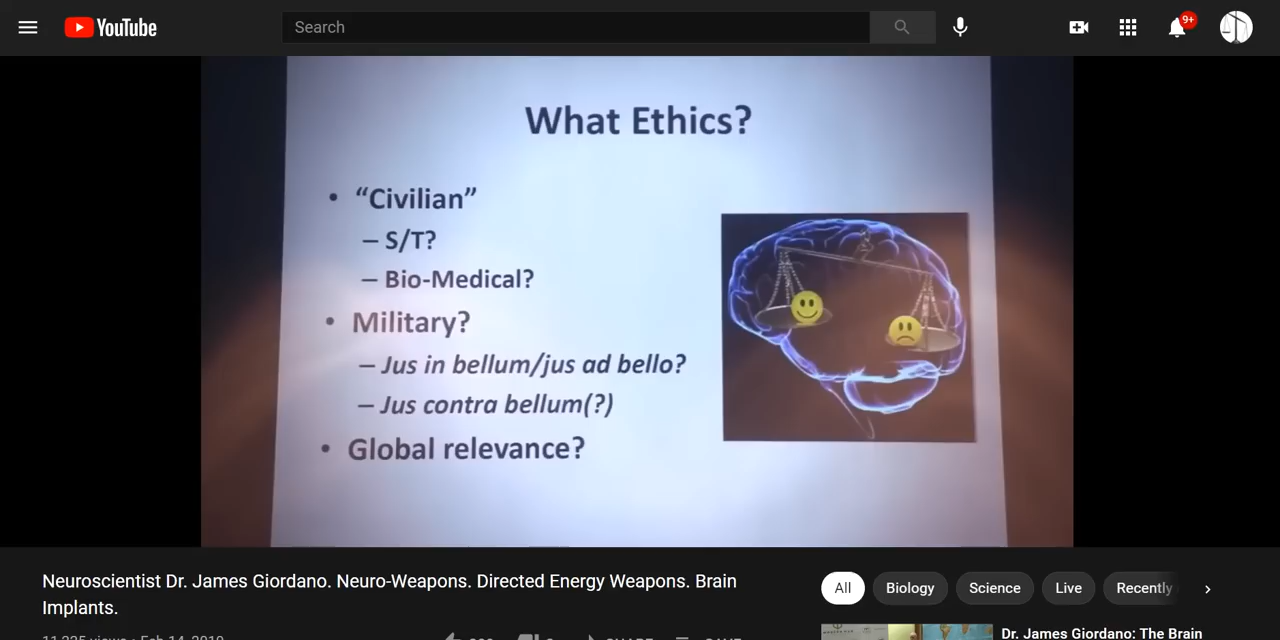 YouTube
Search
9+
What Ethics?
• “Civilian”
– S/T?
– Bio-Medical?
• Military?
– Jus in bellum/jus ad bello?
– Jus contra bellum(?)
• Global relevance?
Neuroscientist Dr. James Giordano. Neuro-Weapons. Directed Energy Weapons. Brain
Implants.
All
Biology
Science
Live
Recently
Dr. James Giordano: The Brain